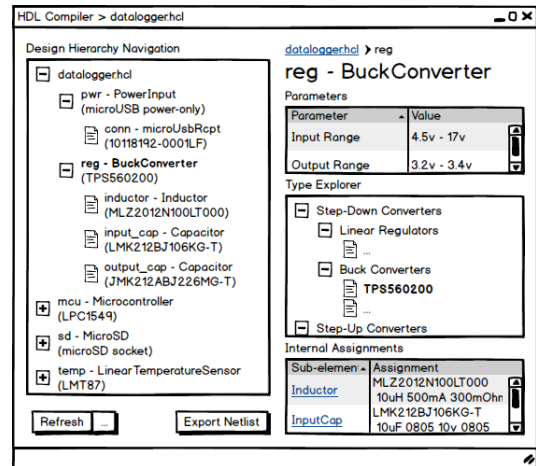 HDL Compiler > datalogger.hcl
Design Hierarchy Navigation
datalogger.hcl
pwr - PowerInput
(microUSB power-only)
conn - microUsbRcpt
(10118192-0001LF)
reg - BuckConverter
(TPS560200)
inductor - Inductor
(MLZ2012N100LT000)
input_cap - Capacitor
(LMK212BJ106KG-T)
output_cap - Capacitor
(JMK212ABJ226MG-T)
mcu - Microcontroller
(LPC1549)
sd - MicroSD
(microSD socket)
temp - LinearTemperatureSensor
(LMT87)
Refresh ...
Export Netlist
datalogger.hcl > reg
reg - BuckConverter
Parameters
Parameter Value
Input Range 4.5v - 17v
Output Range 3.2v - 3.4v
Type Explorer
Step-Down Converters
Linear Regulators
...
Buck Converters
TPS560200
...
Step-Up Converters
Internal Assignments
Sub-elemen Assignment
Inductor MLZ2012N100LT000
10uH 500mA 300mOhm
InputCap LMK212BJ106KG-T
10uF 0805 10v 0805